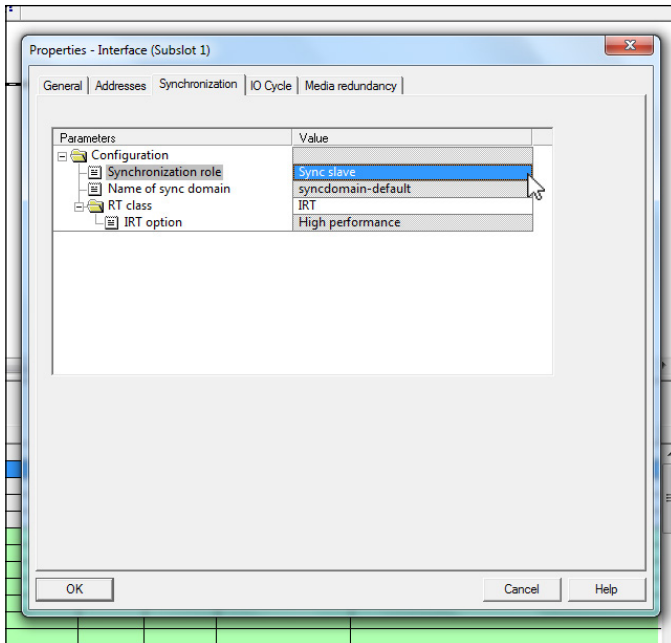 Properties - Interface (Subslot 1)
General Addresses Synchronization IO Cycle Media redundancy
Parameters Value
Configuration
Synchronization role Sync slave
Name of sync domain syncdomain-default
RT class IRT
IRT option High performance
OK Cancel Help